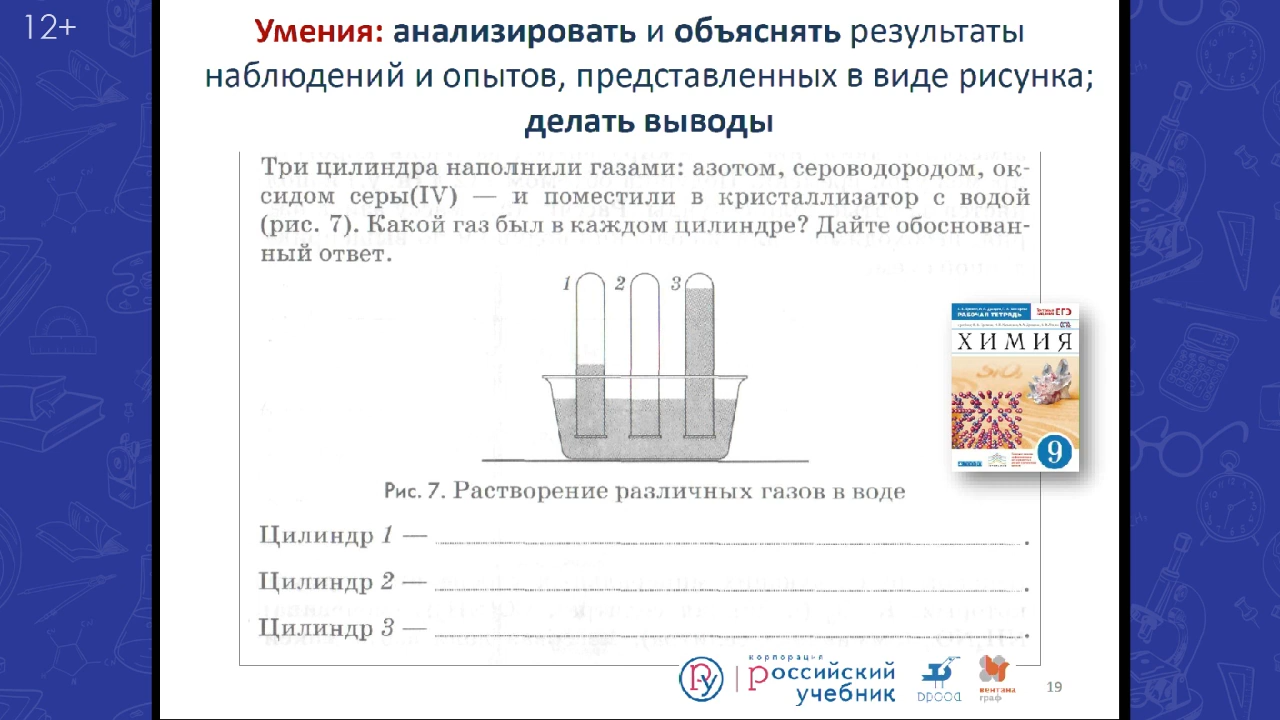 12+
Умения: анализировать и объяснять результаты
наблюдений и опытов, представленных в виде рисунка;
делать выводы
Три цилиндра наполнили газами: азотом, сероводородом, ок-
сидом серы(IV) — и поместили в кристаллизатор с водой
(рис. 7). Какой газ был в каждом цилиндре? Дайте обоснован-
ный ответ.
1 2 3
РАБОЧАЯ ТЕТРАДЬ
ЕГЭ
ХИМИЯ
9
Рис. 7. Растворение различных газов в воде
Цилиндр 1 — .
Цилиндр 2 — .
Цилиндр 3 — .
корпорация
российский
учебник
дрофа
вентана
граф
19